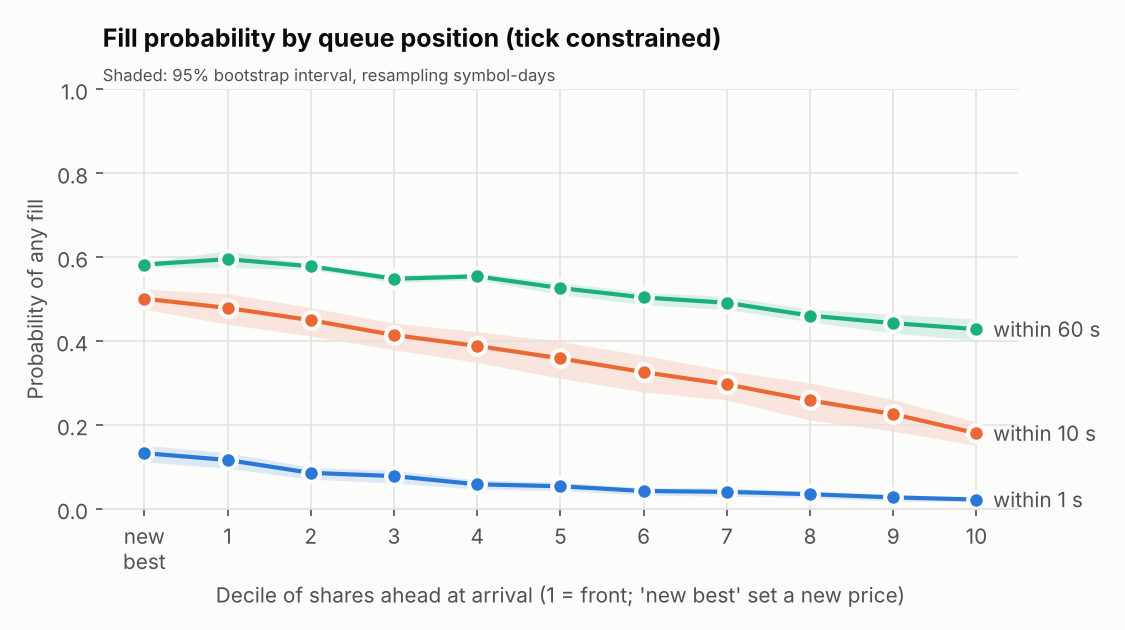 Fill probability by queue position (tick constrained)
Shaded: 95% bootstrap interval, resampling symbol-days
Probability of any fill
1.0
0.8
0.6
0.4
0.2
0.0
within 60 s
within 10 s
within 1 s
new best
1
2
3
4
5
6
7
8
9
10
Decile of shares ahead at arrival (1 = front; 'new best' set a new price)